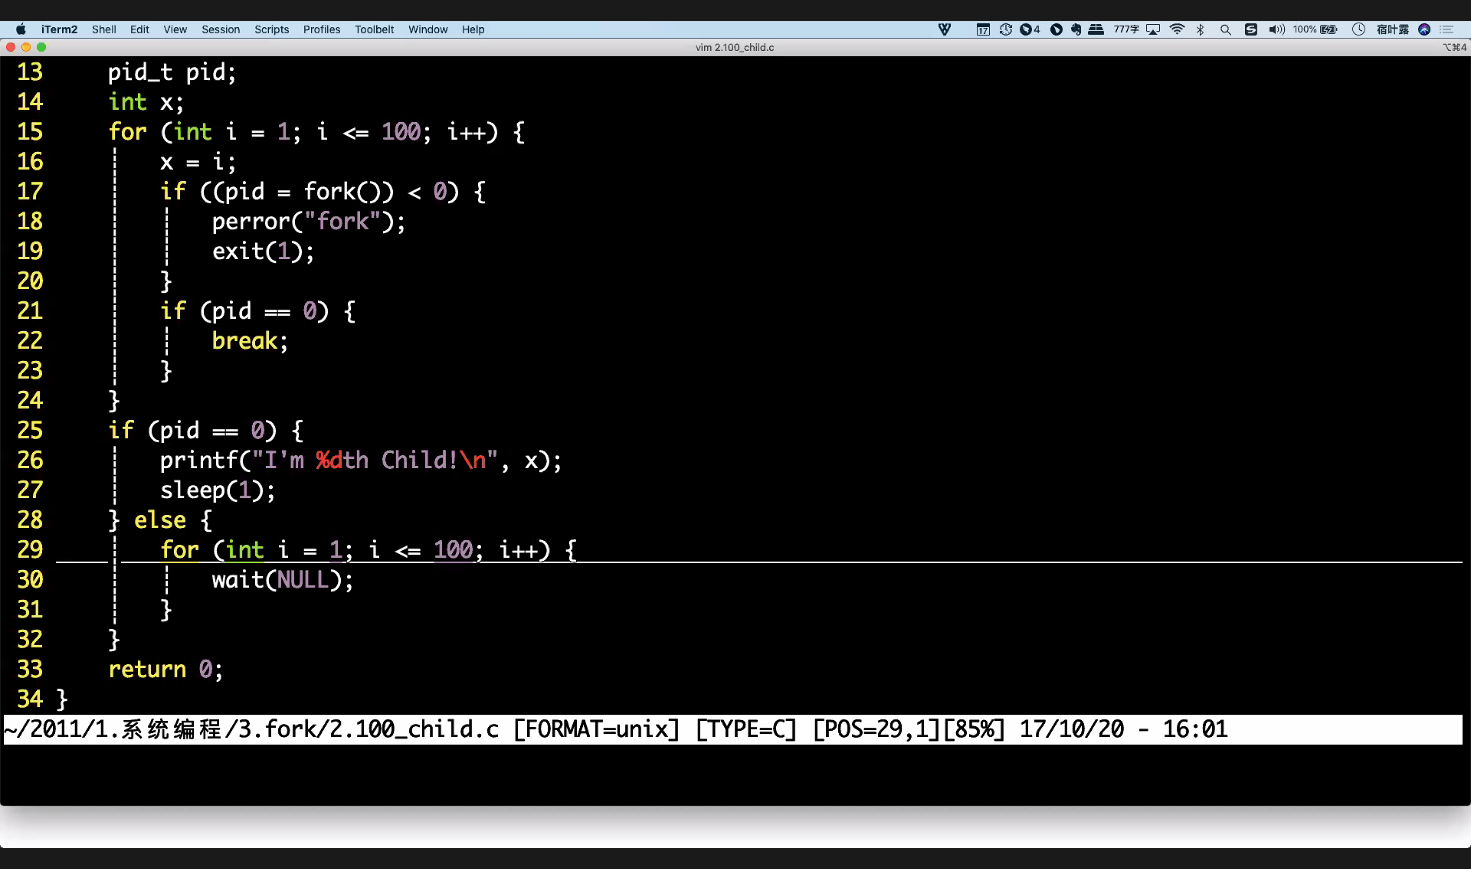 iTerm2 Shell Edit View Session Scripts Profiles Toolbelt Window Help 17 4 777字 100% 宿叶露
vim 2.100_child.c ⌥⌘4
13 pid_t pid;
14 int x;
15 for (int i = 1; i <= 100; i++) {
16 x = i;
17 if ((pid = fork()) < 0) {
18 perror("fork");
19 exit(1);
20 }
21 if (pid == 0) {
22 break;
23 }
24 }
25 if (pid == 0) {
26 printf("I'm %dth Child!\n", x);
27 sleep(1);
28 } else {
29 for (int i = 1; i <= 100; i++) {
30 wait(NULL);
31 }
32 }
33 return 0;
34 }
~/2011/1.系统编程/3.fork/2.100_child.c [FORMAT=unix] [TYPE=C] [POS=29,1][85%] 17/10/20 - 16:01